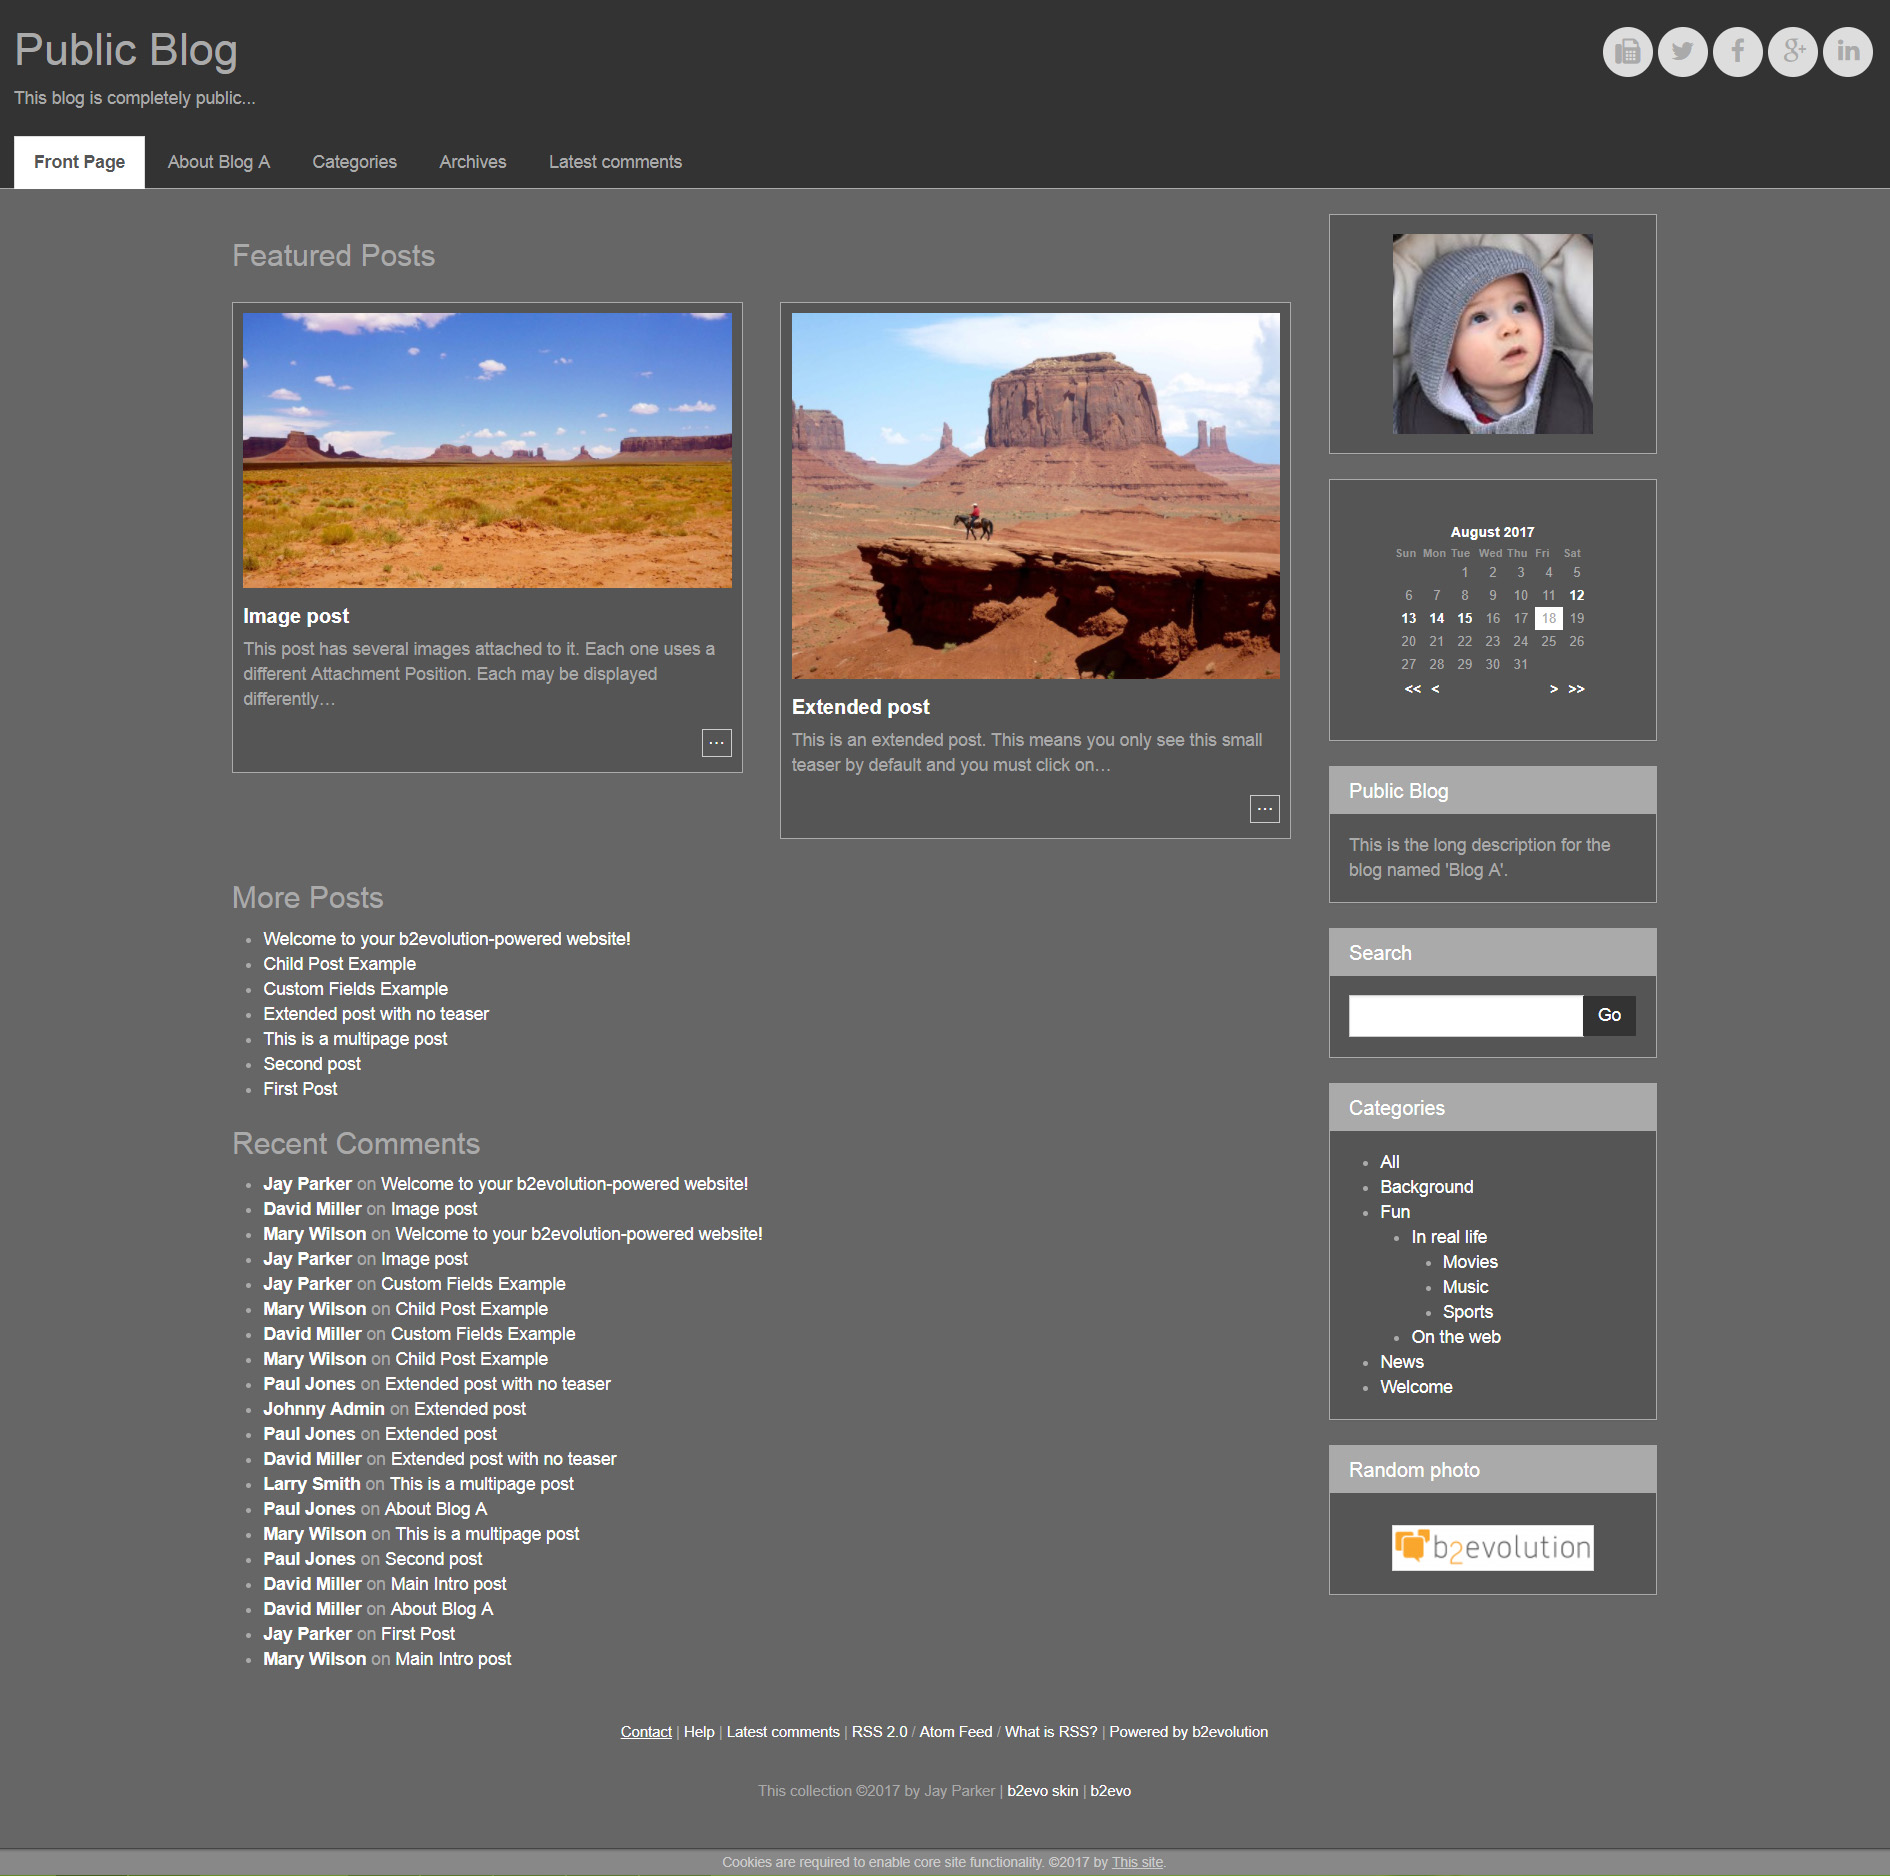 Public Blog
This blog is completely public...
Front Page
About Blog A
Categories
Archives
Latest comments
Featured Posts
Image post
This post has several images attached to it. Each one uses a
different Attachment Position. Each may be displayed
differently…
...
Extended post
This is an extended post. This means you only see this small
teaser by default and you must click on…
...
More Posts
Welcome to your b2evolution-powered website!
Child Post Example
Custom Fields Example
Extended post with no teaser
This is a multipage post
Second post
First Post
Recent Comments
Jay Parker on Welcome to your b2evolution-powered website!
David Miller on Image post
Mary Wilson on Welcome to your b2evolution-powered website!
Jay Parker on Image post
Jay Parker on Custom Fields Example
Mary Wilson on Child Post Example
David Miller on Custom Fields Example
Mary Wilson on Child Post Example
Paul Jones on Extended post with no teaser
Johnny Admin on Extended post
Paul Jones on Extended post
David Miller on Extended post with no teaser
Larry Smith on This is a multipage post
Paul Jones on About Blog A
Mary Wilson on This is a multipage post
Paul Jones on Second post
David Miller on Main Intro post
David Miller on About Blog A
Jay Parker on First Post
Mary Wilson on Main Intro post
August 2017
Sun Mon Tue Wed Thu Fri Sat
1 2 3 4 5
6 7 8 9 10 11 12
13 14 15 16 17 18 19
20 21 22 23 24 25 26
27 28 29 30 31
<< < > >>
Public Blog
This is the long description for the
blog named 'Blog A'.
Search
Go
Categories
All
Background
Fun
In real life
Movies
Music
Sports
On the web
News
Welcome
Random photo
b2evolution
Contact | Help | Latest comments | RSS 2.0 / Atom Feed / What is RSS? | Powered by b2evolution
This collection ©2017 by Jay Parker | b2evo skin | b2evo
Cookies are required to enable core site functionality. ©2017 by This site.